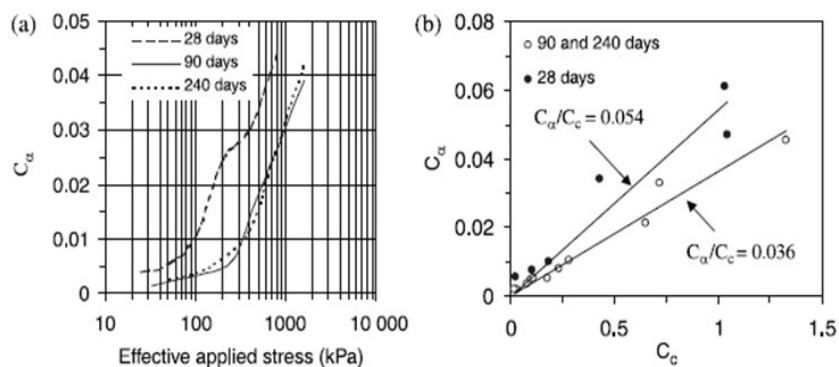 (a)
0.05
0.04
0.03
0.02
0.01
0
Cα
28 days
90 days
240 days
10
100
1000
10 000
Effective applied stress (kPa)
(b)
0.08
0.06
0.04
0.02
0
Cα
90 and 240 days
28 days
Cα/Cc = 0.054
Cα/Cc = 0.036
0
0.5
1
1.5
Cc